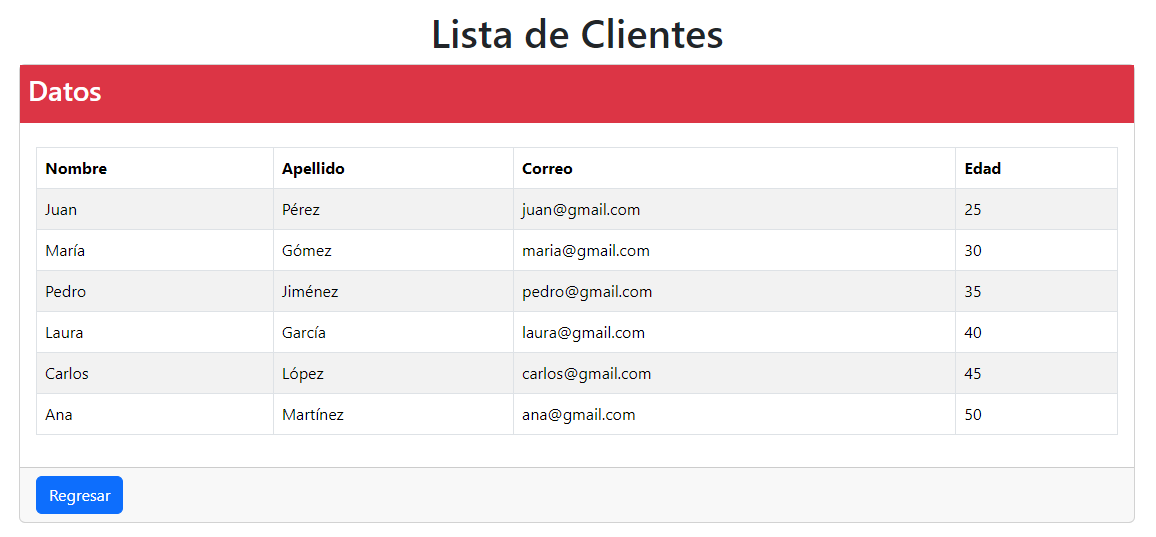 Lista de Clientes
Datos
Nombre Apellido Correo Edad
Juan Pérez juan@gmail.com 25
María Gómez maria@gmail.com 30
Pedro Jiménez pedro@gmail.com 35
Laura García laura@gmail.com 40
Carlos López carlos@gmail.com 45
Ana Martínez ana@gmail.com 50
Regresar